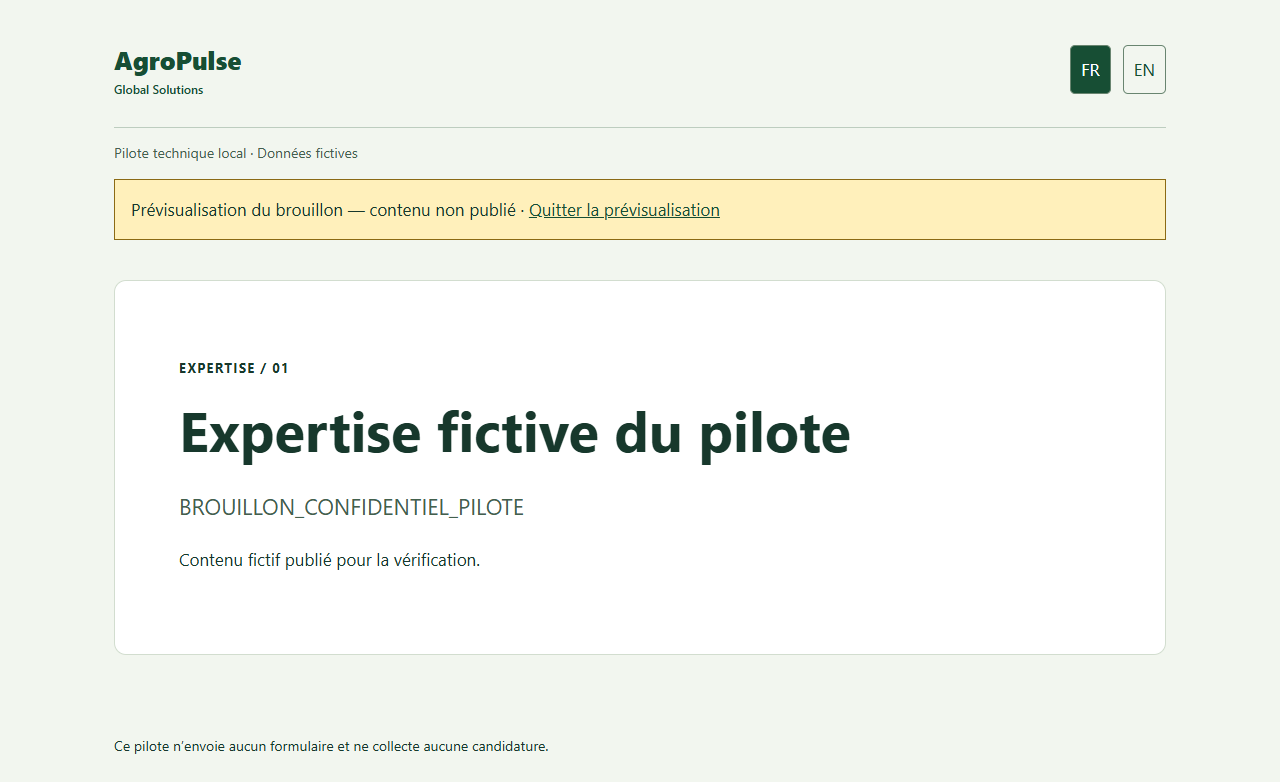 AgroPulse
Global Solutions
FR
EN
Pilote technique local · Données fictives
Prévisualisation du brouillon — contenu non publié · Quitter la prévisualisation
EXPERTISE / 01
Expertise fictive du pilote
BROUILLON_CONFIDENTIEL_PILOTE
Contenu fictif publié pour la vérification.
Ce pilote n’envoie aucun formulaire et ne collecte aucune candidature.